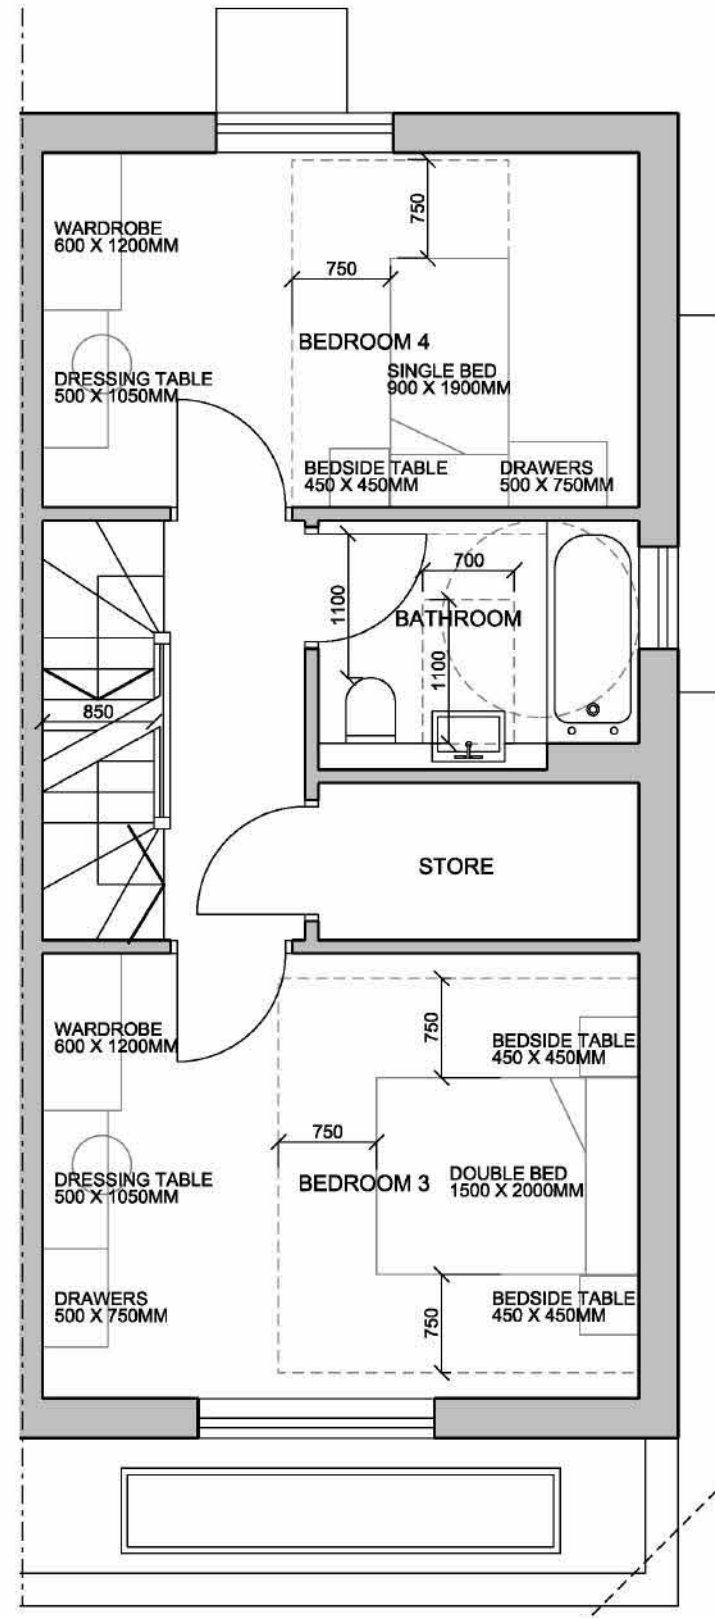 750
WARDROBE
600 X 1200MM
750
BEDROOM 4
DRESSING TABLE
500 X 1050MM
SINGLE BED
900 X 1900MM
BEDSIDE TABLE
450 X 450MM
DRAWERS
500 X 750MM
700
1100
BATHROOM
1100
850
STORE
750
WARDROBE
600 X 1200MM
BEDSIDE TABLE
450 X 450MM
750
DRESSING TABLE
500 X 1050MM
BEDROOM 3
DOUBLE BED
1500 X 2000MM
DRAWERS
500 X 750MM
750
BEDSIDE TABLE
450 X 450MM